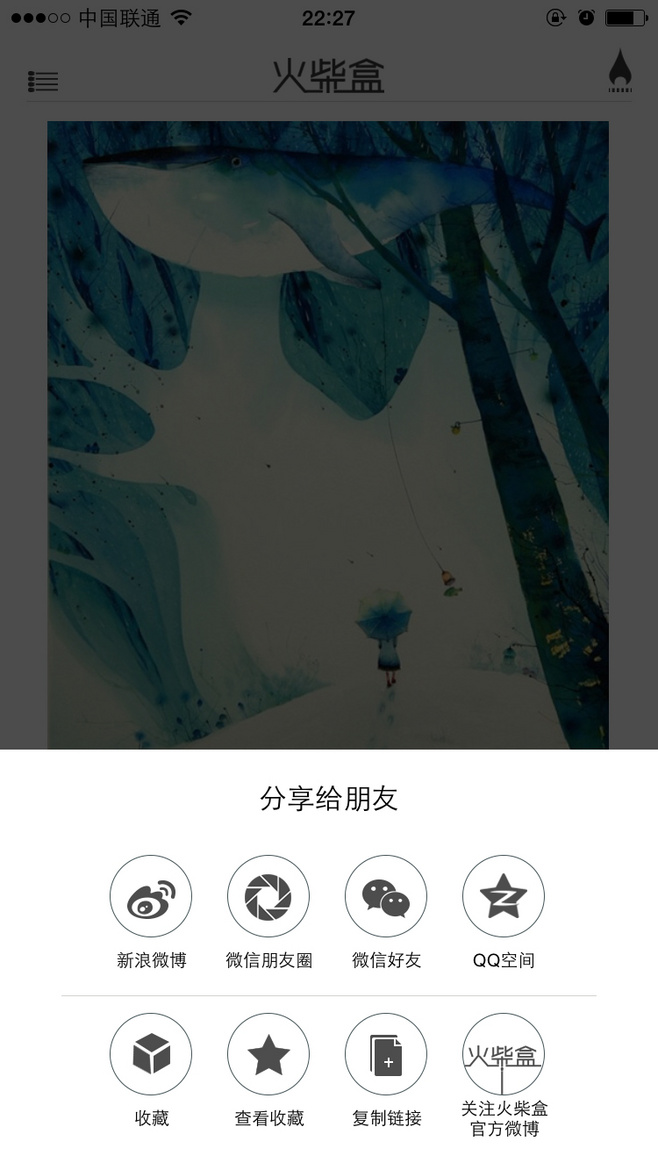 中国联通
22:27
火柴盒
分享给朋友
新浪微博
微信朋友圈
微信好友
QQ空间
收藏
查看收藏
复制链接
火柴盒
关注火柴盒
官方微博